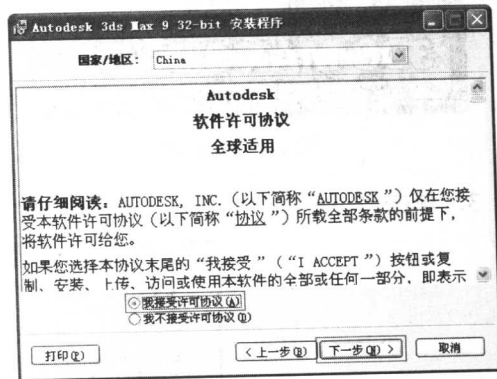 Autodesk 3ds Max 9 32-bit 安装程序
国家/地区： China
Autodesk
软件许可协议
全球适用
请仔细阅读：AUTODESK, INC.（以下简称“AUTODESK ”）仅在您接
受本软件许可协议（以下简称“协议 ”）所载全部条款的前提下，
将软件许可给您。
如果您选择本协议末尾的“我接受 ”（“I ACCEPT ”）按钮或复
制、安装、上传、访问或使用本软件的全部或任何一部分，即表示
我接受许可协议(A)
我不接受许可协议(D)
打印(P)
< 上一步(B)
下一步(N) >
取消